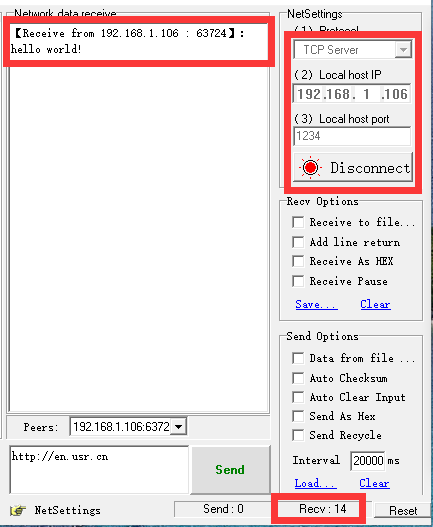 Network data receive
【Receive from 192.168.1.106 : 63724】：
hello world!
NetSettings
(1) Protocol
TCP Server
(2) Local host IP
192.168. 1 .106
(3) Local host port
1234
Disconnect
Recv Options
Receive to file...
Add line return
Receive As HEX
Receive Pause
Save...
Clear
Send Options
Data from file ...
Auto Checksum
Auto Clear Input
Send As Hex
Send Recycle
Interval 20000 ms
Load...
Clear
Peers: 192.168.1.106:6372
http://en.usr.cn
Send
NetSettings
Send : 0
Recv : 14
Reset